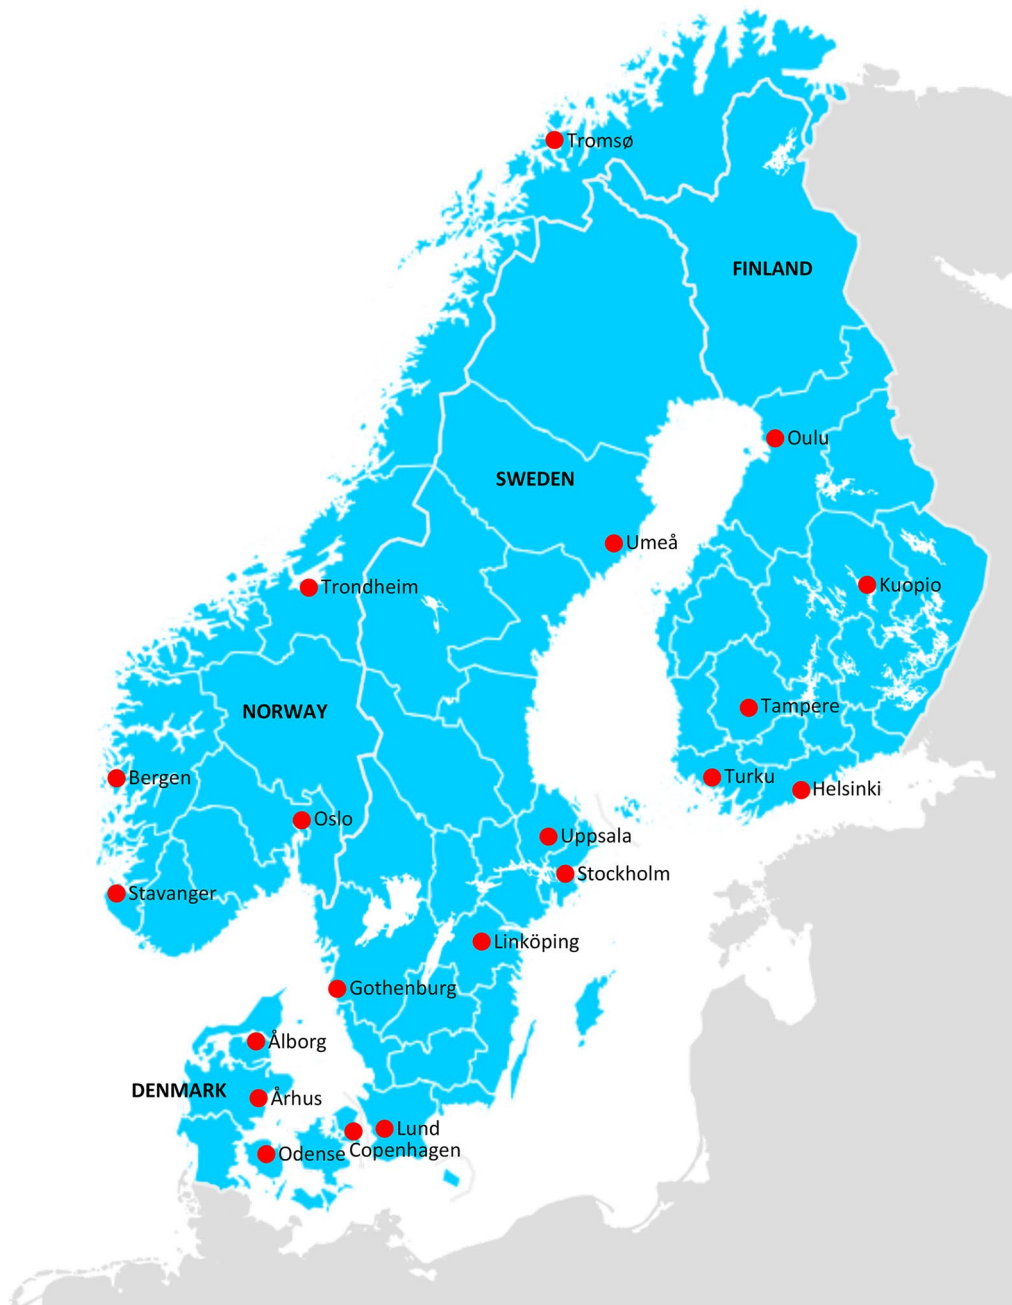 Tromsø
FINLAND
Oulu
SWEDEN
Umeå
Kuopio
Trondheim
Tampere
NORWAY
Turku
Bergen
Helsinki
Oslo
Uppsala
Stockholm
Stavanger
Linköping
Gothenburg
Ålborg
DENMARK
Århus
Lund
Copenhagen
Odense